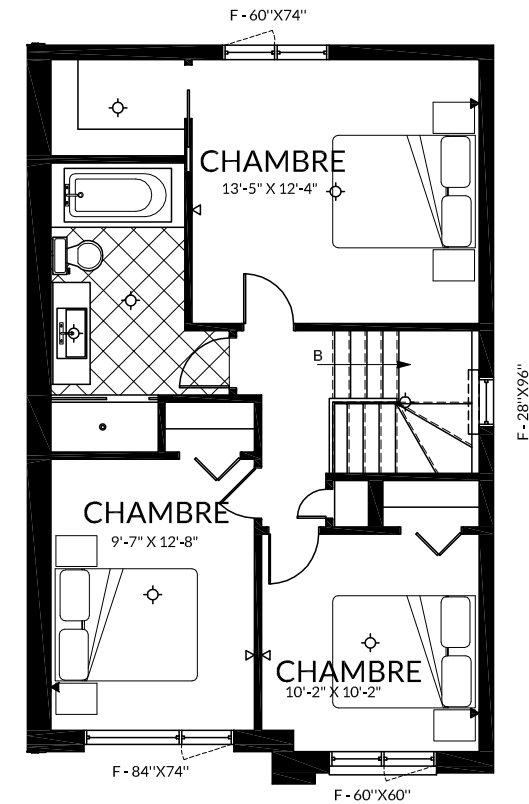 F - 60"X74"
CHAMBRE
13'-5" X 12'-4"
B
F - 28"X96"
CHAMBRE
9'-7" X 12'-8"
CHAMBRE
10'-2" X 10'-2"
F - 84"X74"
F - 60"X60"